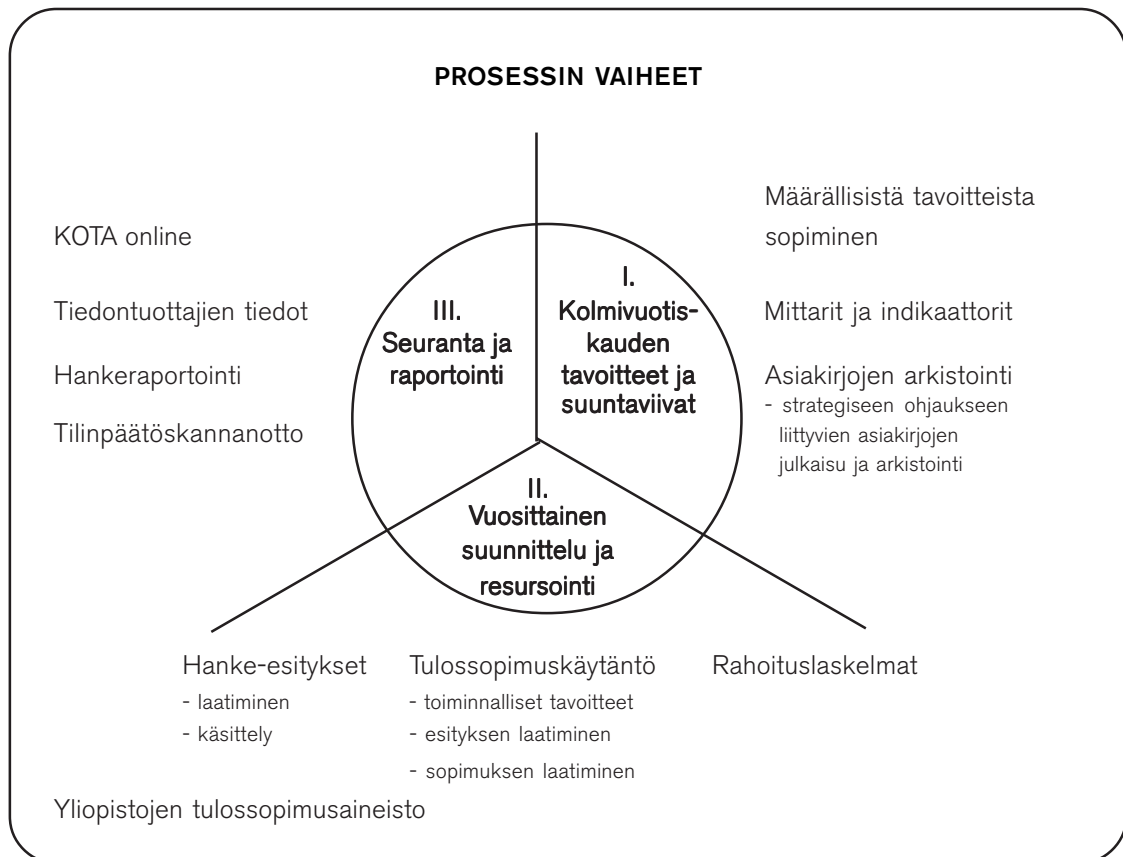 PROSESSIN VAIHEET
Määrällisistä tavoitteista
sopiminen
Mittarit ja indikaattorit
Asiakirjojen arkistointi
- strategiseen ohjaukseen
liittyvien asiakirjojen
julkaisu ja arkistointi
KOTA online
Tiedontuottajien tiedot
Hankeraportointi
Tilinpäätöskannanotto
I.
Kolmivuotis-
kauden
tavoitteet ja
suuntaviivat
III.
Seuranta ja
raportointi
II.
Vuosittainen
suunnittelu ja
resursointi
Hanke-esitykset
- laatiminen
- käsittely
Tulossopimuskäytäntö
- toiminnalliset tavoitteet
- esityksen laatiminen
- sopimuksen laatiminen
Rahoituslaskelmat
Yliopistojen tulossopimusaineisto